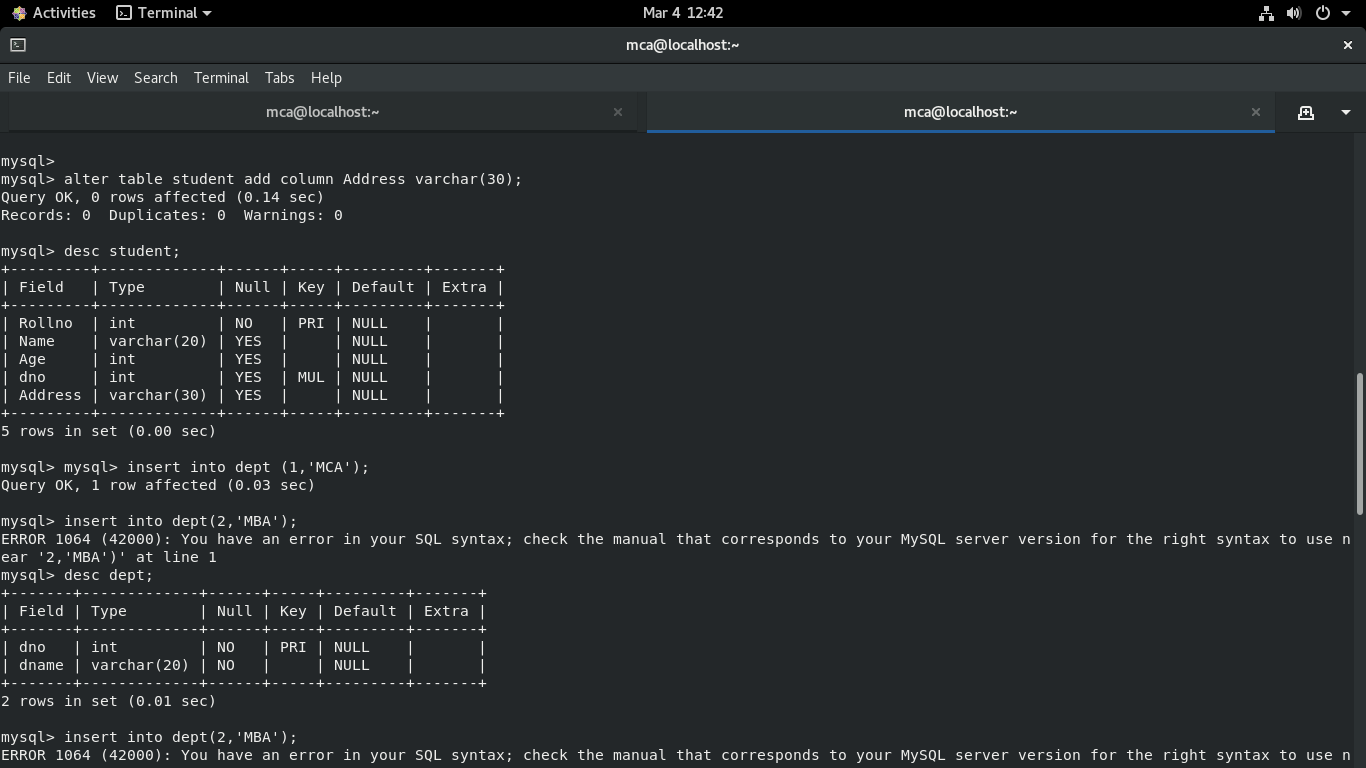 Activities Terminal Mar 4 12:42
mca@localhost:~
File Edit View Search Terminal Tabs Help
mca@localhost:~ mca@localhost:~
mysql>
mysql> alter table student add column Address varchar(30);
Query OK, 0 rows affected (0.14 sec)
Records: 0  Duplicates: 0  Warnings: 0
mysql> desc student;
+---------+-------------+------+-----+---------+-------+
| Field   | Type        | Null | Key | Default | Extra |
+---------+-------------+------+-----+---------+-------+
| Rollno  | int         | NO   | PRI | NULL    |       |
| Name    | varchar(20) | YES  |     | NULL    |       |
| Age     | int         | YES  |     | NULL    |       |
| dno     | int         | YES  | MUL | NULL    |       |
| Address | varchar(30) | YES  |     | NULL    |       |
+---------+-------------+------+-----+---------+-------+
5 rows in set (0.00 sec)
mysql> mysql> insert into dept (1,'MCA');
Query OK, 1 row affected (0.03 sec)
mysql> insert into dept(2,'MBA');
ERROR 1064 (42000): You have an error in your SQL syntax; check the manual that corresponds to your MySQL server version for the right syntax to use n
ear '2,'MBA')' at line 1
mysql> desc dept;
+-------+-------------+------+-----+---------+-------+
| Field | Type        | Null | Key | Default | Extra |
+-------+-------------+------+-----+---------+-------+
| dno   | int         | NO   | PRI | NULL    |       |
| dname | varchar(20) | NO   |     | NULL    |       |
+-------+-------------+------+-----+---------+-------+
2 rows in set (0.01 sec)
mysql> insert into dept(2,'MBA');
ERROR 1064 (42000): You have an error in your SQL syntax; check the manual that corresponds to your MySQL server version for the right syntax to use n